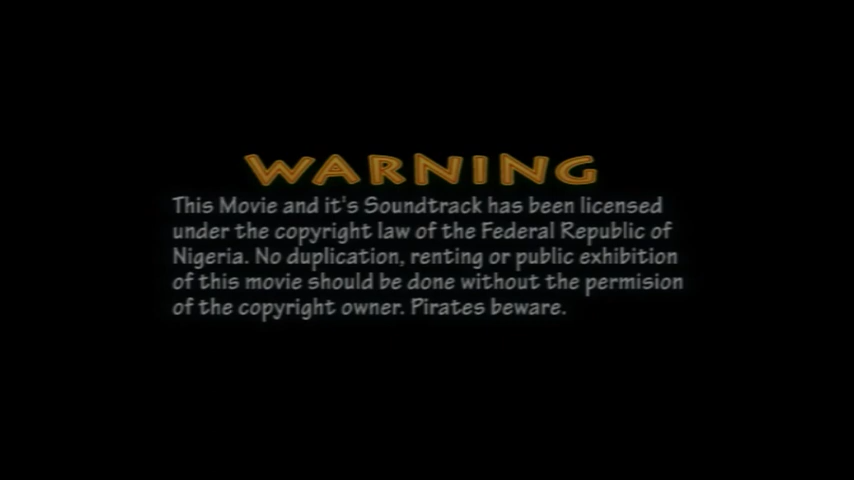 WARNING
This Movie and it's Soundtrack has been licensed
under the copyright law of the Federal Republic of
Nigeria. No duplication, renting or public exhibition
of this movie should be done without the permision
of the copyright owner. Pirates beware.